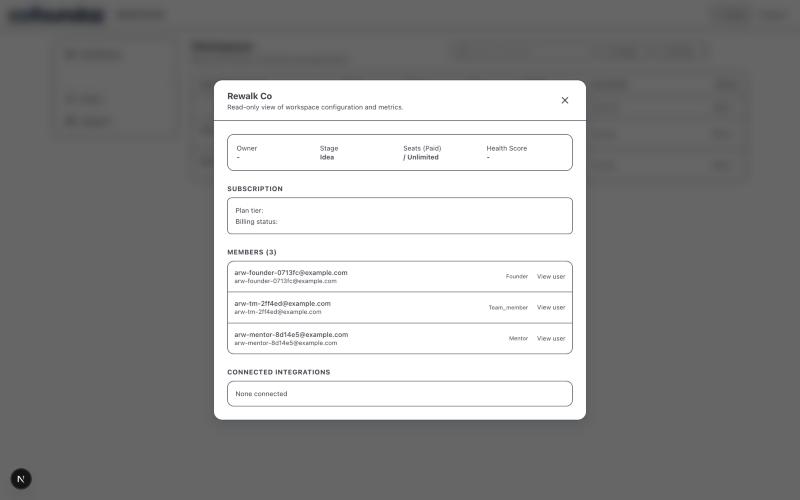 Rewalk Co
Read-only view of workspace configuration and metrics.
Owner Stage Seats (Paid) Health Score
- Idea / Unlimited -
SUBSCRIPTION
Plan tier:
Billing status:
MEMBERS (3)
arw-founder-0713fc@example.com
arw-founder-0713fc@example.com
Founder View user
arw-tm-2ff4ed@example.com
arw-tm-2ff4ed@example.com
Team_member View user
arw-mentor-8d14e5@example.com
arw-mentor-8d14e5@example.com
Mentor View user
CONNECTED INTEGRATIONS
None connected
N